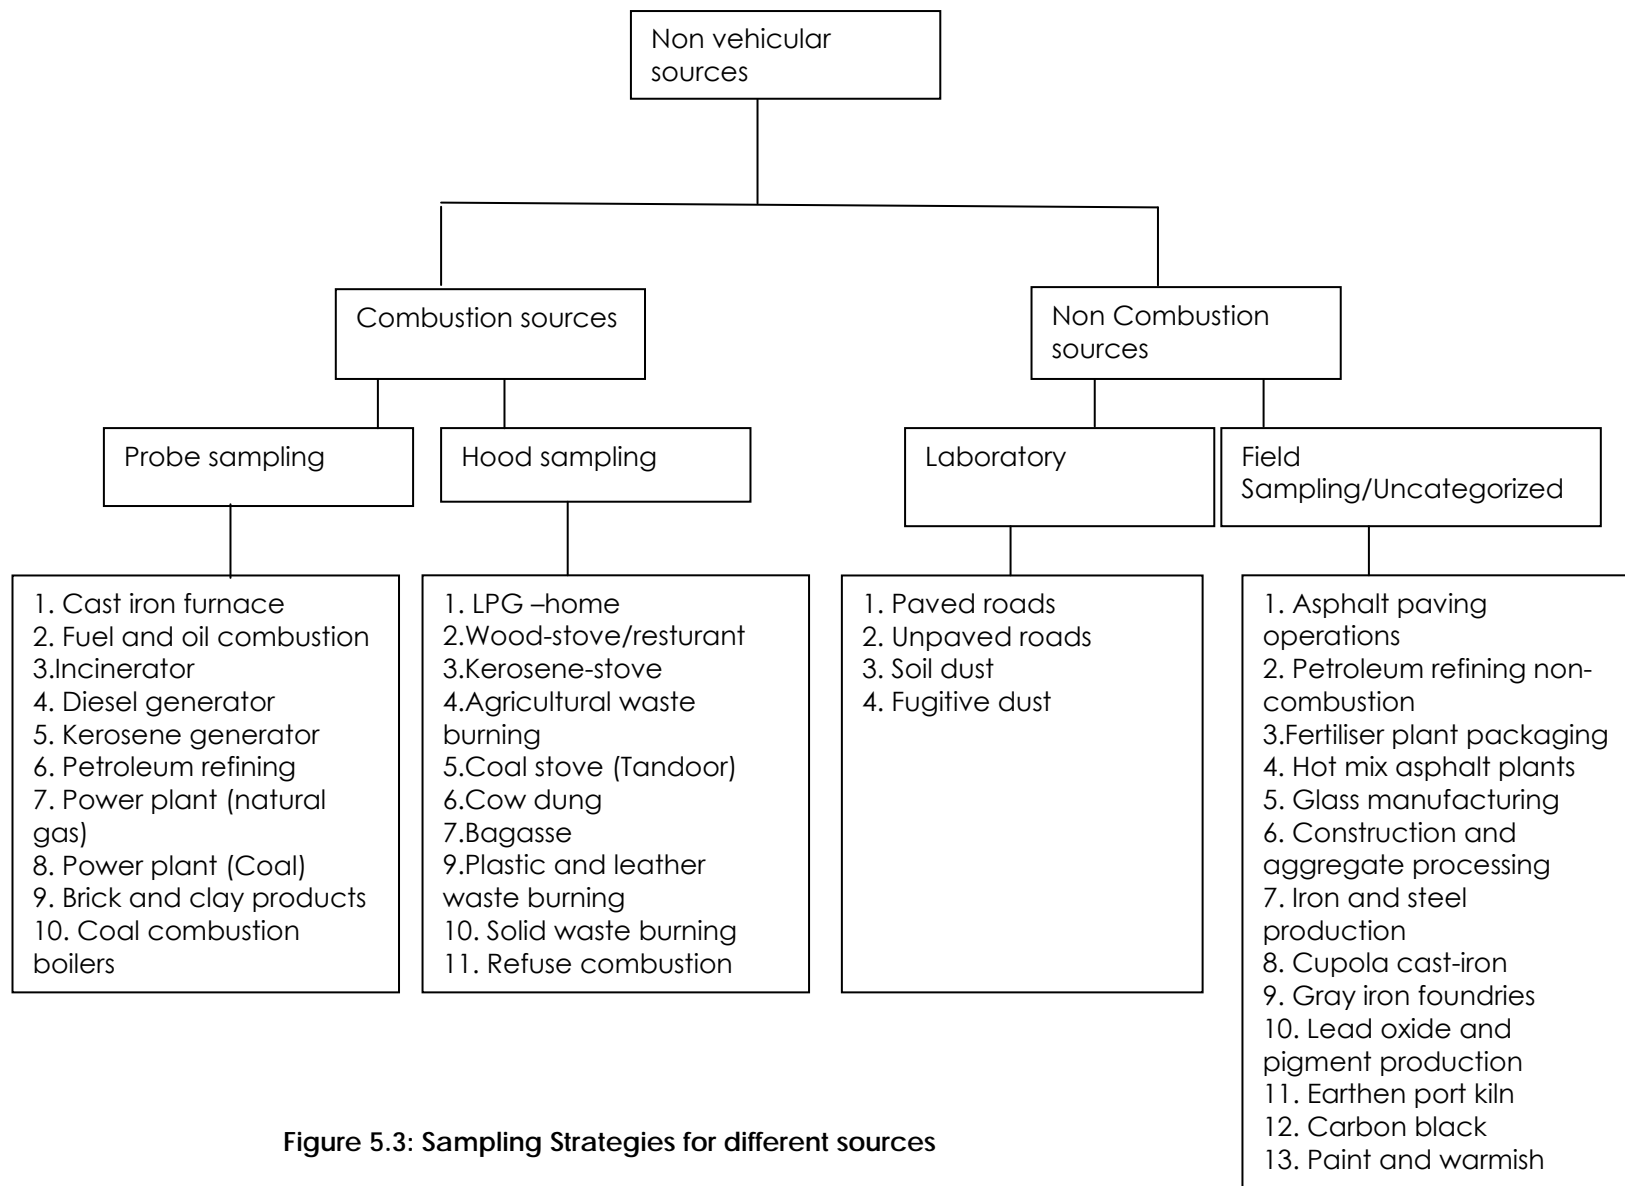 Non vehicular
sources
Combustion sources
Non Combustion
sources
Probe sampling
Hood sampling
Laboratory
Field
Sampling/Uncategorized
1. Cast iron furnace
2. Fuel and oil combustion
3.Incinerator
4. Diesel generator
5. Kerosene generator
6. Petroleum refining
7. Power plant (natural
gas)
8. Power plant (Coal)
9. Brick and clay products
10. Coal combustion
boilers
1. LPG –home
2.Wood-stove/resturant
3.Kerosene-stove
4.Agricultural waste
burning
5.Coal stove (Tandoor)
6.Cow dung
7.Bagasse
9.Plastic and leather
waste burning
10. Solid waste burning
11. Refuse combustion
1. Paved roads
2. Unpaved roads
3. Soil dust
4. Fugitive dust
1. Asphalt paving
operations
2. Petroleum refining non-
combustion
3.Fertiliser plant packaging
4. Hot mix asphalt plants
5. Glass manufacturing
6. Construction and
aggregate processing
7. Iron and steel
production
8. Cupola cast-iron
9. Gray iron foundries
10. Lead oxide and
pigment production
11. Earthen port kiln
12. Carbon black
13. Paint and warmish
Figure 5.3: Sampling Strategies for different sources